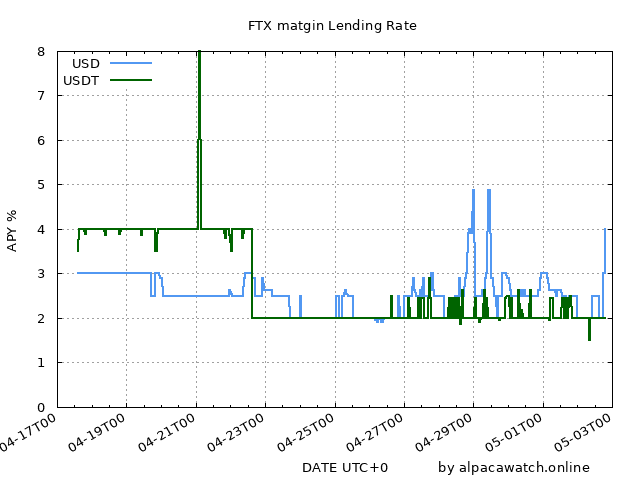 FTX matgin Lending Rate
USD
USDT
8
7
6
5
4
3
2
1
0
APY %
04-17T00 04-19T00 04-21T00 04-23T00 04-25T00 04-27T00 04-29T00 05-01T00 05-03T00
DATE UTC+0 by alpacawatch.online